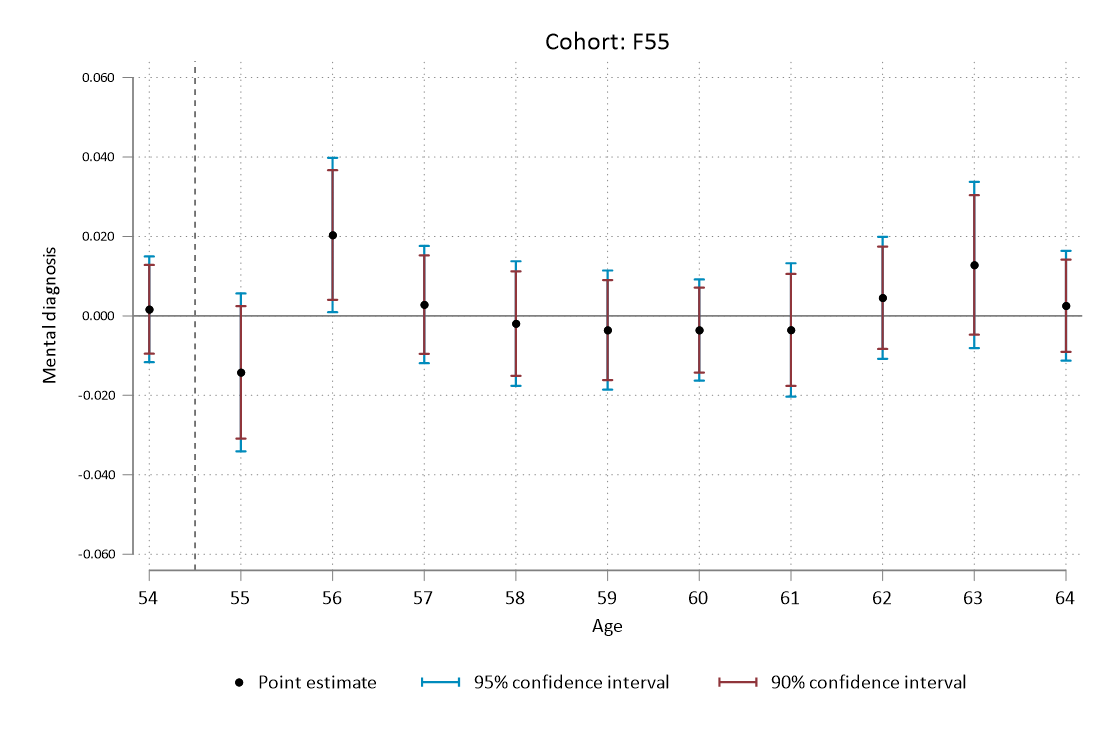 Cohort: F55
Mental diagnosis
0.060
0.040
0.020
0.000
-0.020
-0.040
-0.060
54 55 56 57 58 59 60 61 62 63 64
Age
Point estimate 95% confidence interval 90% confidence interval